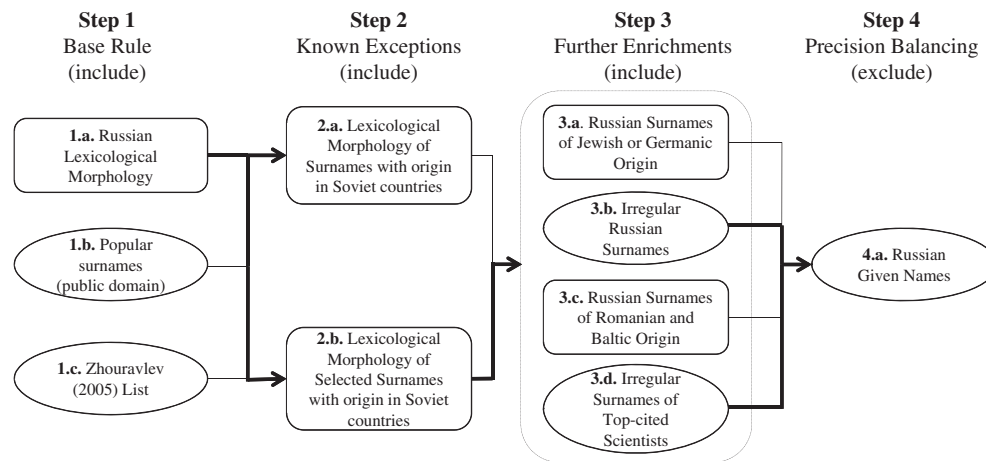 Step 1
Base Rule
(include)
Step 2
Known Exceptions
(include)
Step 3
Further Enrichments
(include)
Step 4
Precision Balancing
(exclude)
1.a. Russian
Lexicological
Morphology
1.b. Popular
surnames
(public domain)
1.c. Zhouravlev
(2005) List
2.a. Lexicological
Morphology of
Surnames with origin
in Soviet countries
2.b. Lexicological
Morphology of
Selected Surnames
with origin in Soviet
countries
3.a. Russian Surnames
of Jewish or Germanic
Origin
3.b. Irregular
Russian
Surnames
3.c. Russian Surnames
of Romanian and
Baltic Origin
3.d. Irregular
Surnames of
Top-cited
Scientists
4.a. Russian
Given Names